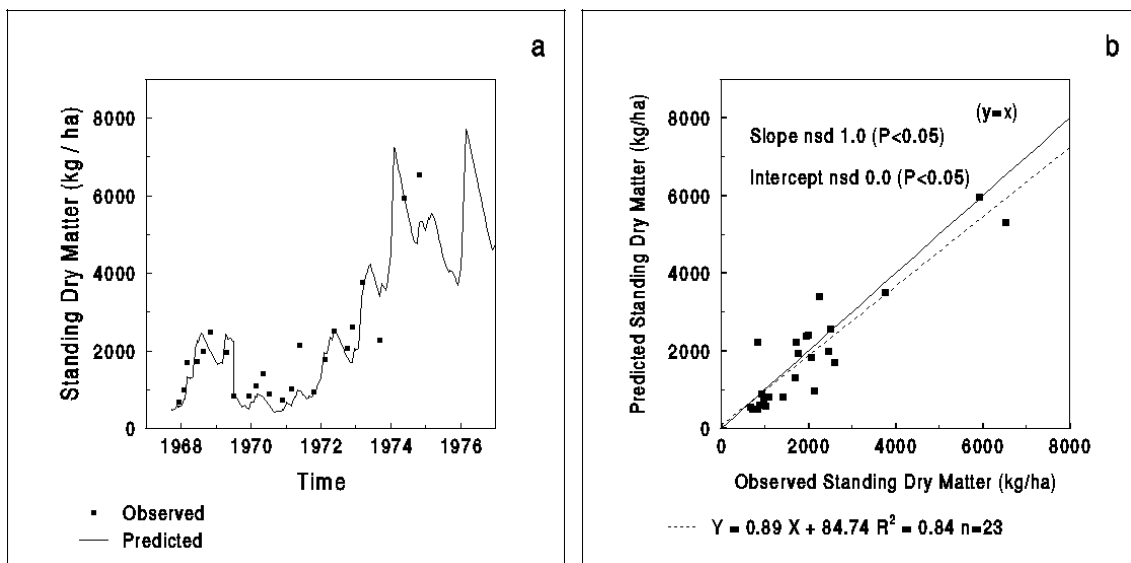 a
Standing Dry Matter (kg / ha)
8000
6000
4000
2000
0
1968 1970 1972 1974 1976
Time
Observed
Predicted
b
Predicted Standing Dry Matter (kg/ha)
8000
6000
4000
2000
0
(y=x)
Slope nsd 1.0 (P<0.05)
Intercept nsd 0.0 (P<0.05)
0 2000 4000 6000 8000
Observed Standing Dry Matter (kg/ha)
Y = 0.89 X + 84.74 R² = 0.84 n=23